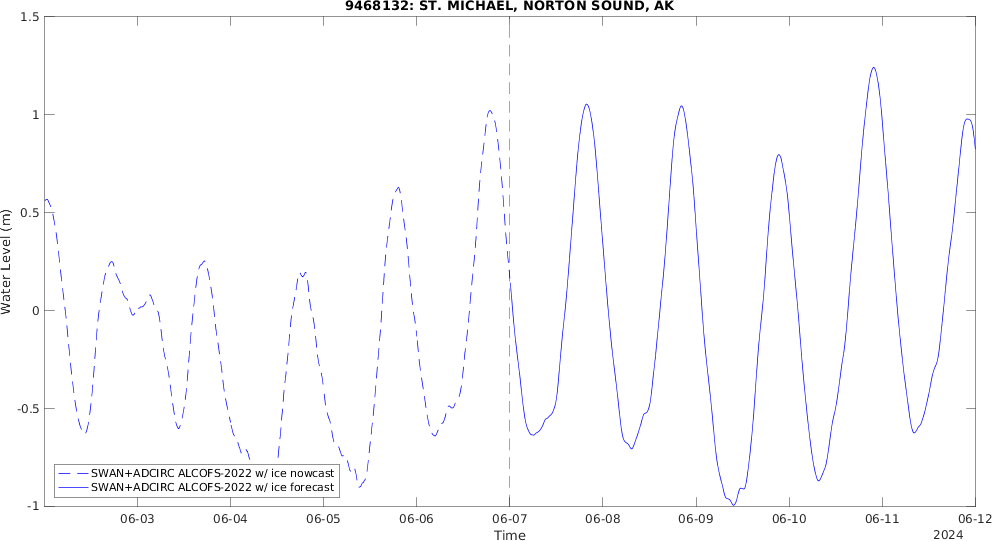 9468132: ST. MICHAEL, NORTON SOUND, AK
1.5
1
0.5
0
-0.5
-1
Water Level (m)
SWAN+ADCIRC ALCOFS-2022 w/ ice nowcast
SWAN+ADCIRC ALCOFS-2022 w/ ice forecast
06-03 06-04 06-05 06-06 06-07 06-08 06-09 06-10 06-11 06-12
Time
2024